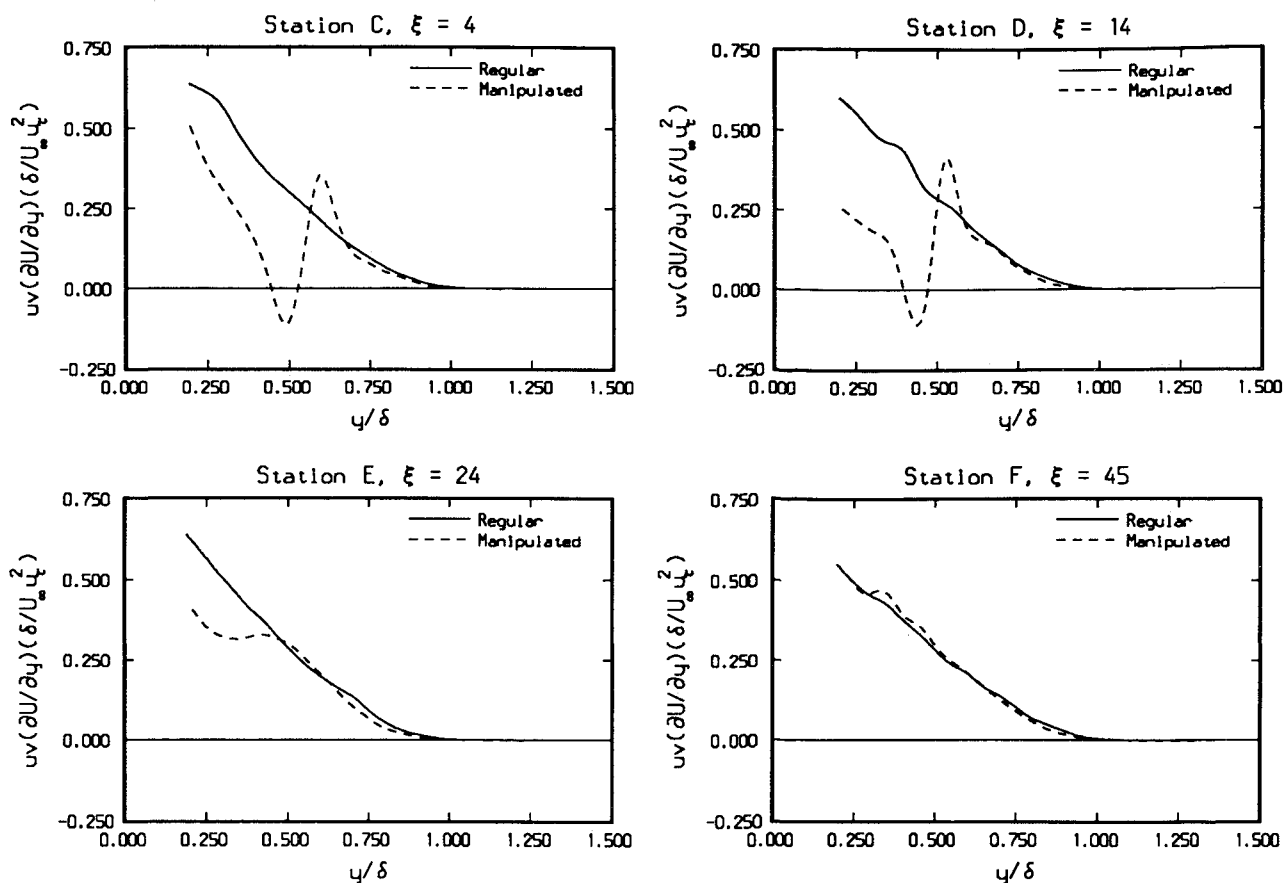 Station C, ξ = 4
Regular
Manipulated
uv(∂U/∂y)(δ/U∞ uτ²)
0.750
0.500
0.250
0.000
-0.250
0.000 0.250 0.500 0.750 1.000 1.250 1.500
y/δ
Station D, ξ = 14
Regular
Manipulated
uv(∂U/∂y)(δ/U∞ uτ²)
0.750
0.500
0.250
0.000
-0.250
0.000 0.250 0.500 0.750 1.000 1.250 1.500
y/δ
Station E, ξ = 24
Regular
Manipulated
uv(∂U/∂y)(δ/U∞ uτ²)
0.750
0.500
0.250
0.000
-0.250
0.000 0.250 0.500 0.750 1.000 1.250 1.500
y/δ
Station F, ξ = 45
Regular
Manipulated
uv(∂U/∂y)(δ/U∞ uτ²)
0.750
0.500
0.250
0.000
-0.250
0.000 0.250 0.500 0.750 1.000 1.250 1.500
y/δ